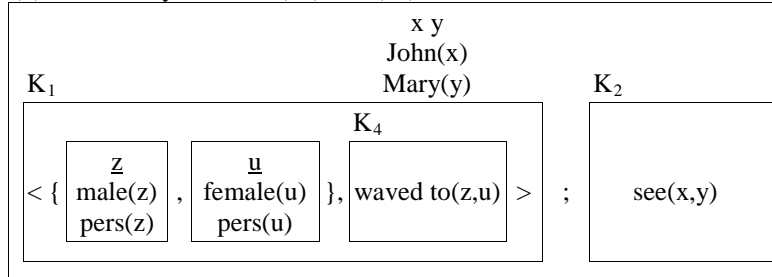 x y
John(x)
Mary(y)
K₁ K₂
K₄
z u
< { male(z) , female(u) }, waved to(z,u) > ; see(x,y)
pers(z) pers(u)